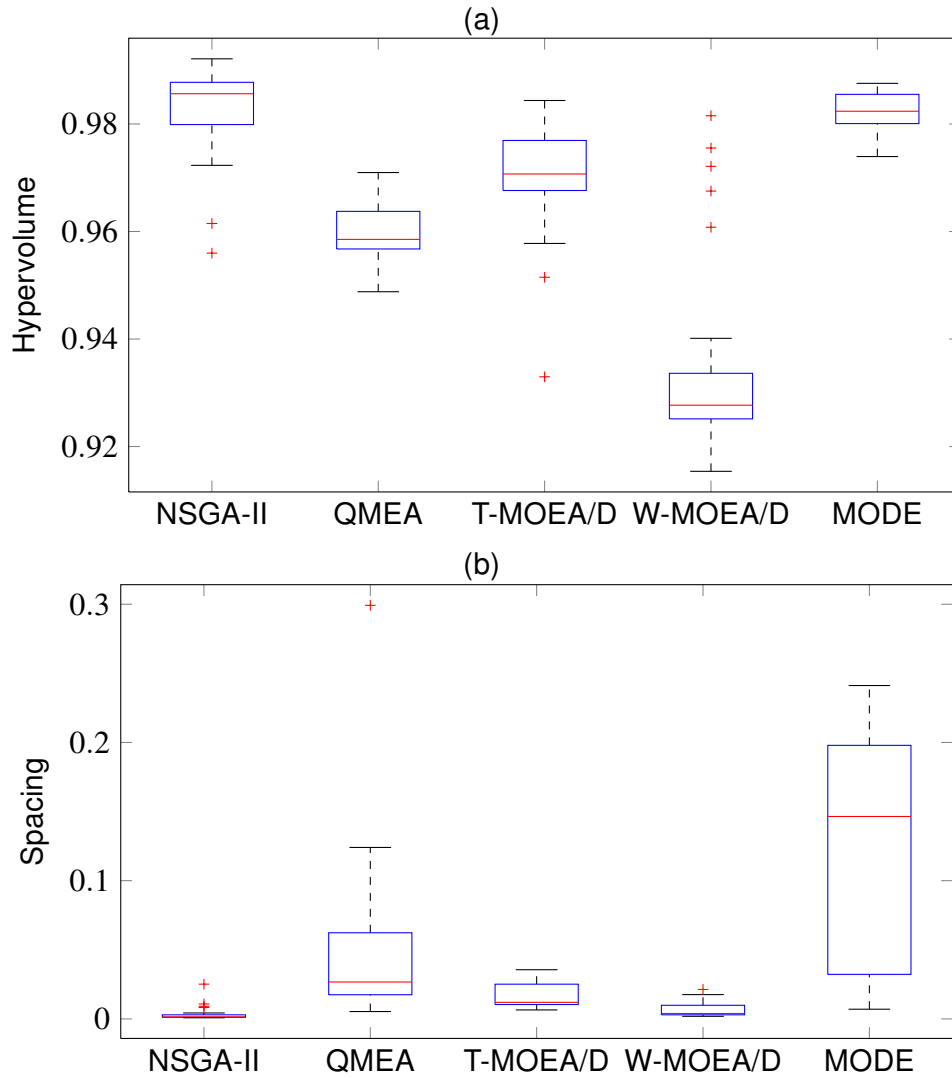 (a)
Hypervolume
0.98
0.96
0.94
0.92
NSGA-II QMEA T-MOEA/D W-MOEA/D MODE
(b)
Spacing
0.3
0.2
0.1
0
NSGA-II QMEA T-MOEA/D W-MOEA/D MODE